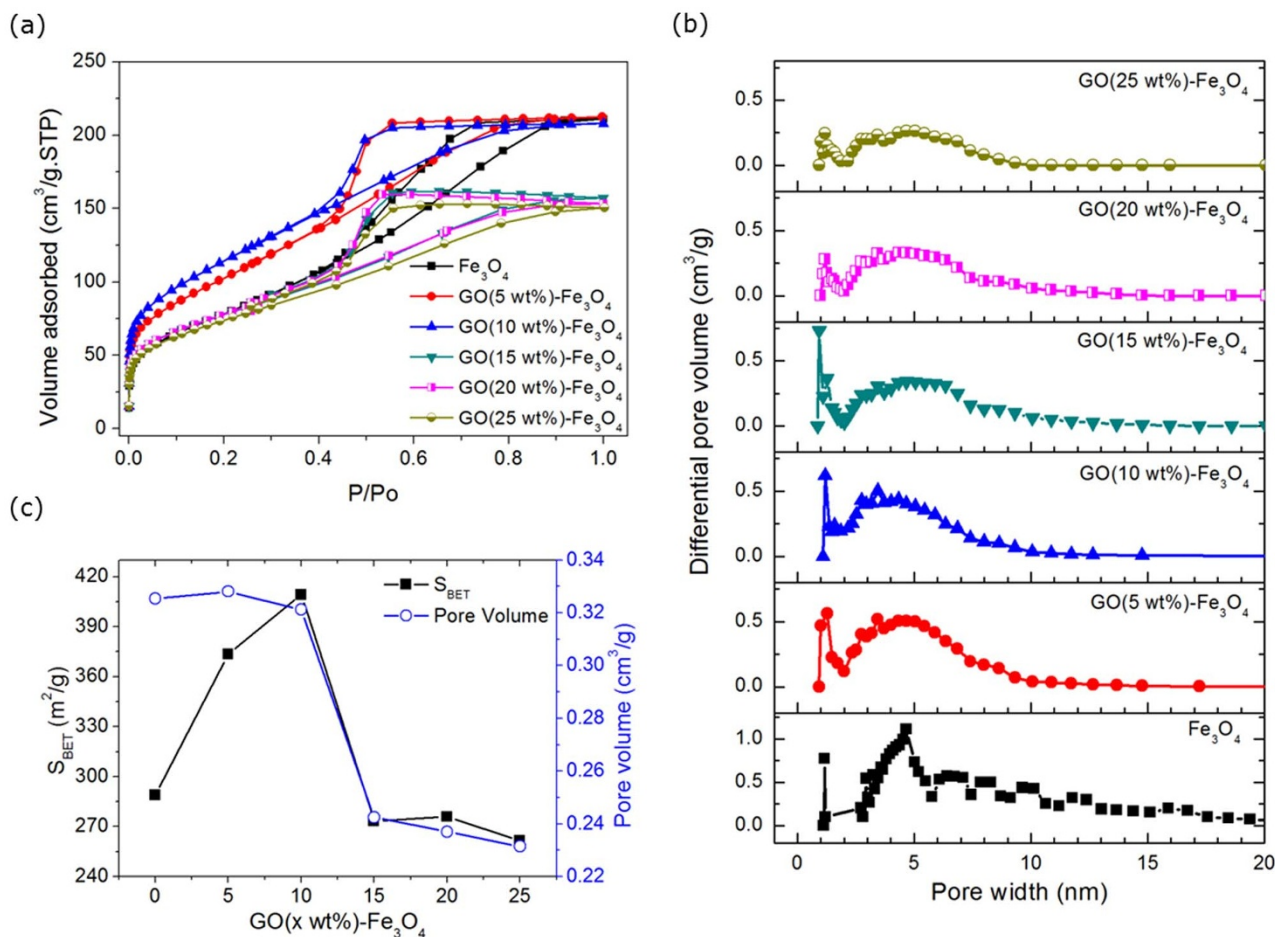 (a)
250
200
150
100
50
0
Volume adsorbed (cm³/g.STP)
0.0 0.2 0.4 0.6 0.8 1.0
P/Po
Fe₃O₄
GO(5 wt%)-Fe₃O₄
GO(10 wt%)-Fe₃O₄
GO(15 wt%)-Fe₃O₄
GO(20 wt%)-Fe₃O₄
GO(25 wt%)-Fe₃O₄
(b)
Differential pore volume (cm³/g)
GO(25 wt%)-Fe₃O₄
0.5
0.0
GO(20 wt%)-Fe₃O₄
0.5
0.0
GO(15 wt%)-Fe₃O₄
0.5
0.0
GO(10 wt%)-Fe₃O₄
0.5
0.0
GO(5 wt%)-Fe₃O₄
0.5
0.0
Fe₃O₄
1.0
0.5
0.0
0 5 10 15 20
Pore width (nm)
(c)
420
390
360
330
300
270
240
S_BET (m²/g)
S_BET
Pore Volume
0.34
0.32
0.30
0.28
0.26
0.24
0.22
Pore volume (cm³/g)
0 5 10 15 20 25
GO(x wt%)-Fe₃O₄